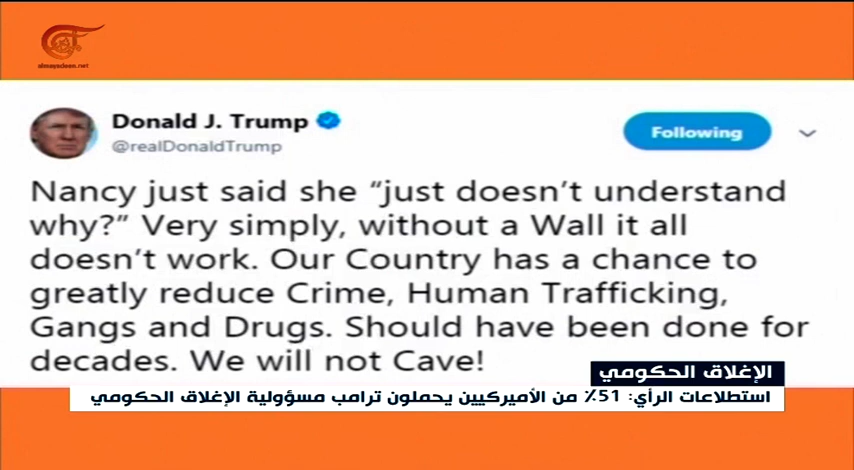 almayadeen.net
Donald J. Trump
@realDonaldTrump
Following
Nancy just said she “just doesn’t understand
why?” Very simply, without a Wall it all
doesn’t work. Our Country has a chance to
greatly reduce Crime, Human Trafficking,
Gangs and Drugs. Should have been done for
decades. We will not Cave!
الإغلاق الحكومي
استطلاعات الرأي: 51٪ من الأميركيين يحملون ترامب مسؤولية الإغلاق الحكومي